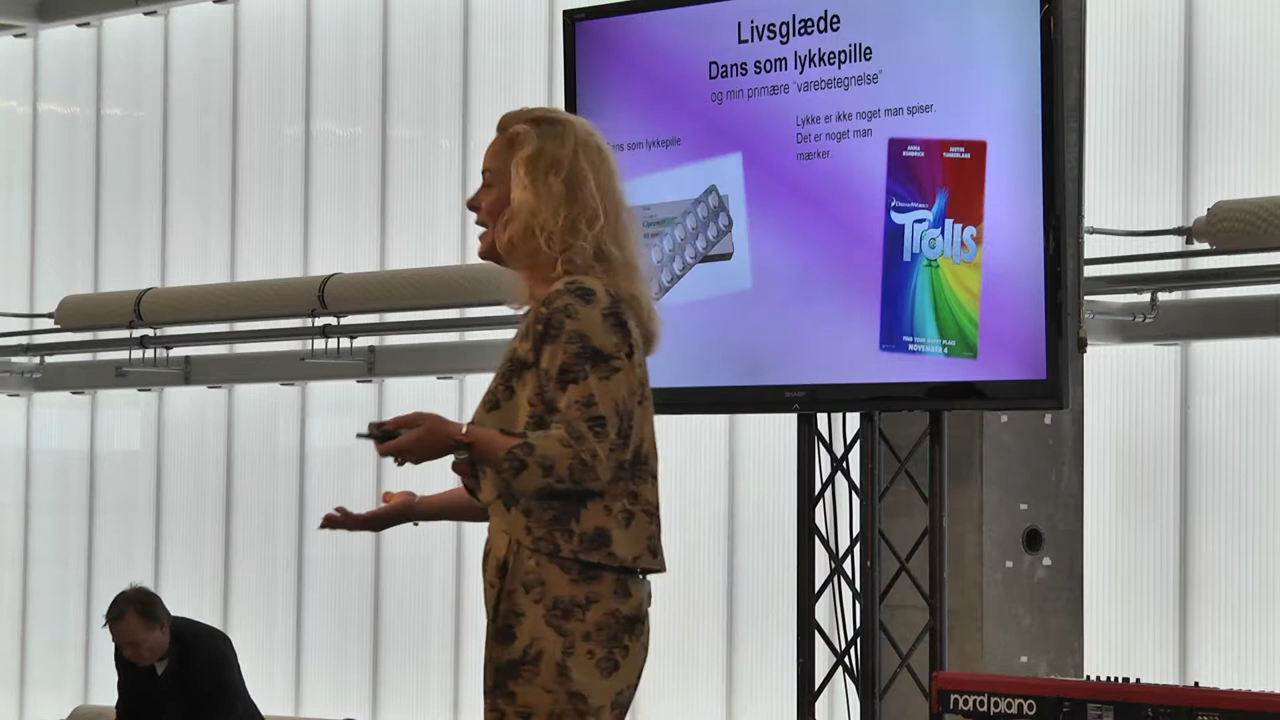 Livsglæde
Dans som lykkepille
og min primære "varebetegnelse"
Lykke er ikke noget man spiser.
Det er noget man
mærker.
som lykkepille
ANNA
KENDRICK
JUSTIN
TIMBERLAKE
DREAMWORKS
Trolls
FIND YOUR HAPPY PLACE
NOVEMBER 4
SHARP
nord piano